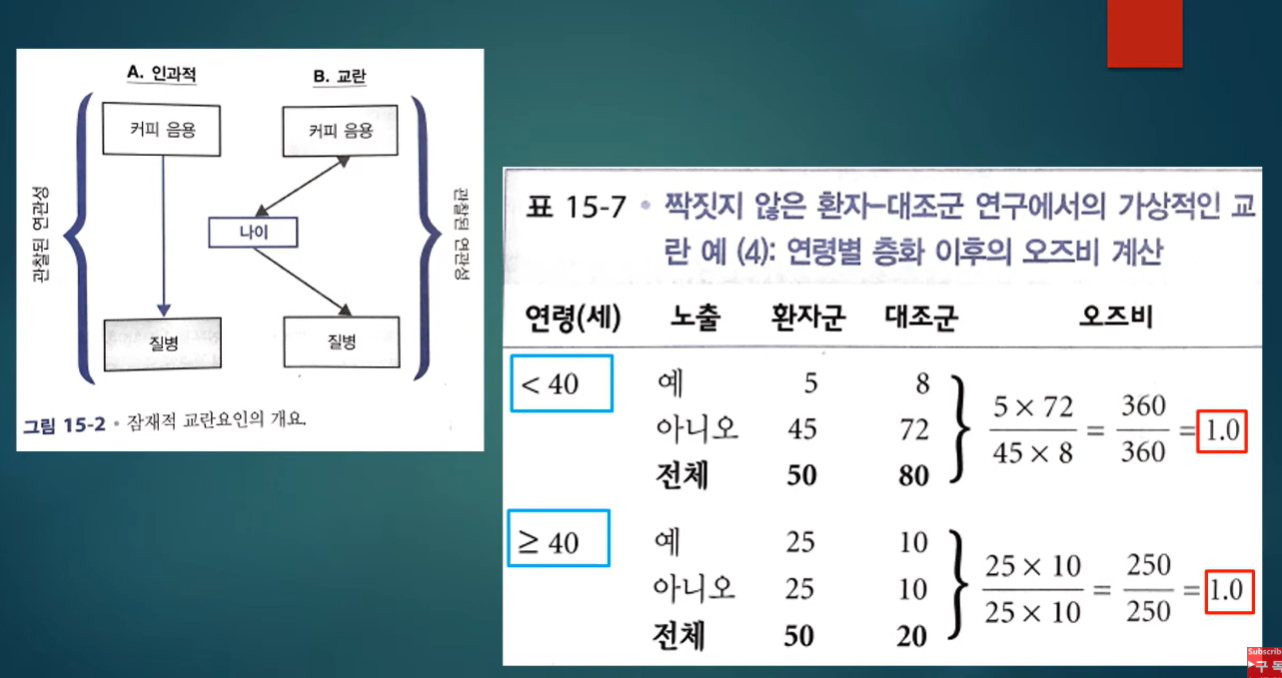 A. 인과적
B. 교란
커피 음용
커피 음용
관찰된 연관성
관찰된 연관성
나이
질병
질병
그림 15-2 • 잠재적 교란요인의 개요.
표 15-7 • 짝짓지 않은 환자-대조군 연구에서의 가상적인 교
란 예 (4): 연령별 층화 이후의 오즈비 계산
연령(세) 노출 환자군 대조군 오즈비
< 40 예 5 8
아니오 45 72
전체 50 80
5 × 72 / 45 × 8 = 360 / 360 = 1.0
≥ 40 예 25 10
아니오 25 10
전체 50 20
25 × 10 / 25 × 10 = 250 / 250 = 1.0
Subscrib
구 독